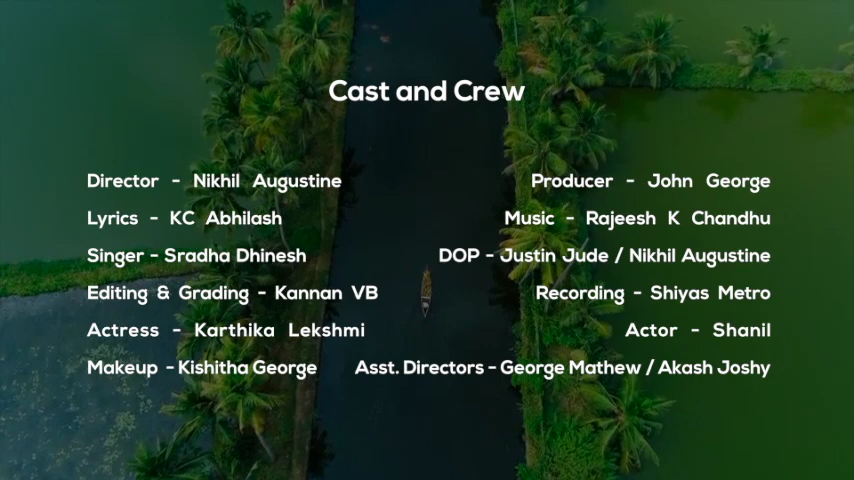 Cast and Crew
Director - Nikhil Augustine
Producer - John George
Lyrics - KC Abhilash
Music - Rajeesh K Chandhu
Singer - Sradha Dhinesh
DOP - Justin Jude / Nikhil Augustine
Editing & Grading - Kannan VB
Recording - Shiyas Metro
Actress - Karthika Lekshmi
Actor - Shanil
Makeup - Kishitha George
Asst. Directors - George Mathew / Akash Joshy